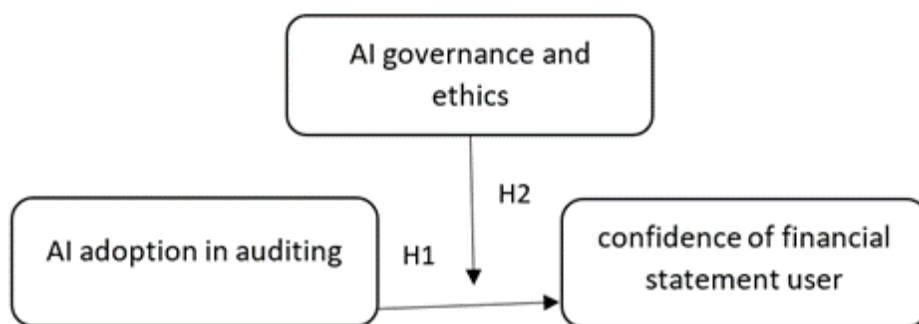 AI governance and
ethics
H2
AI adoption in auditing
H1
confidence of financial
statement user